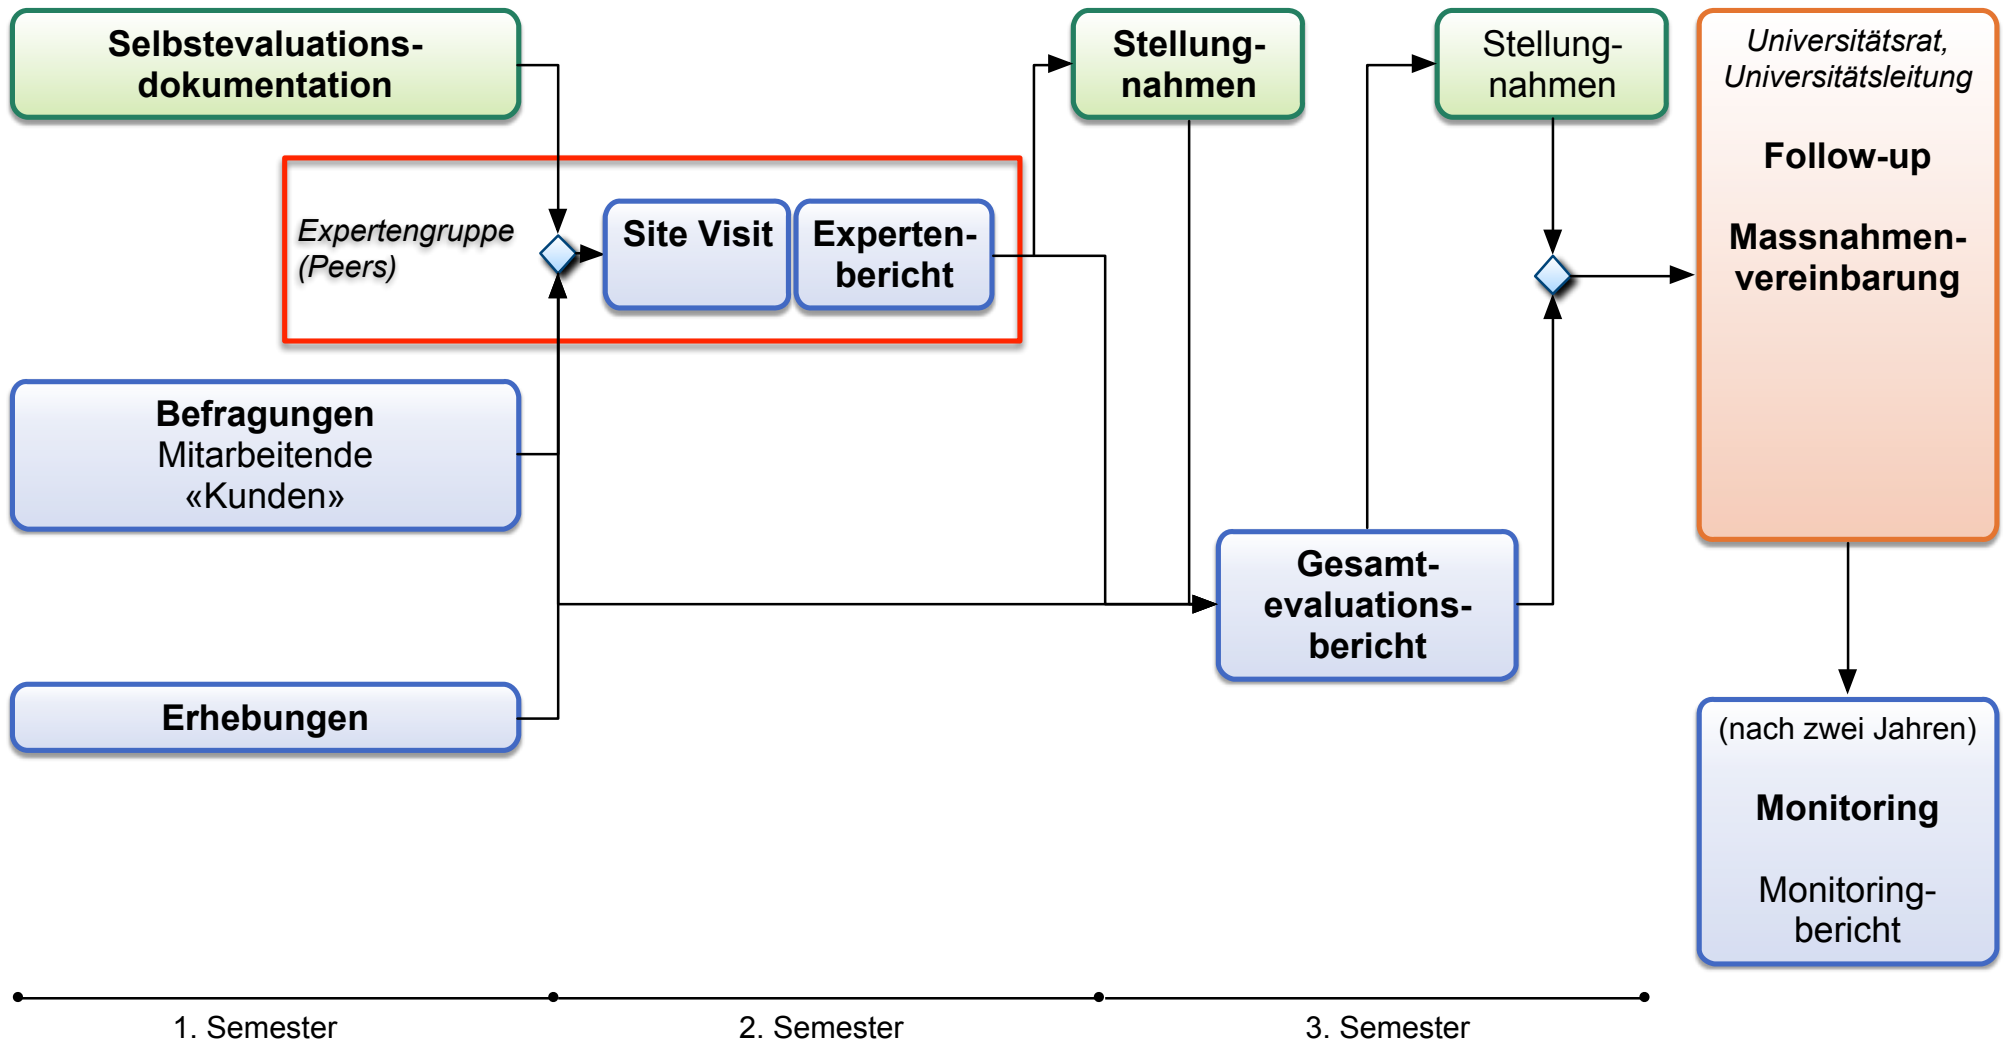 Selbstevaluations-
dokumentation
Stellung-
nahmen
Stellung-
nahmen
Universitätsrat,
Universitätsleitung
Follow-up
Massnahmen-
vereinbarung
Expertengruppe
(Peers)
Site Visit
Experten-
bericht
Befragungen
Mitarbeitende
«Kunden»
Gesamt-
evaluations-
bericht
Erhebungen
(nach zwei Jahren)
Monitoring
Monitoring-
bericht
1. Semester
2. Semester
3. Semester